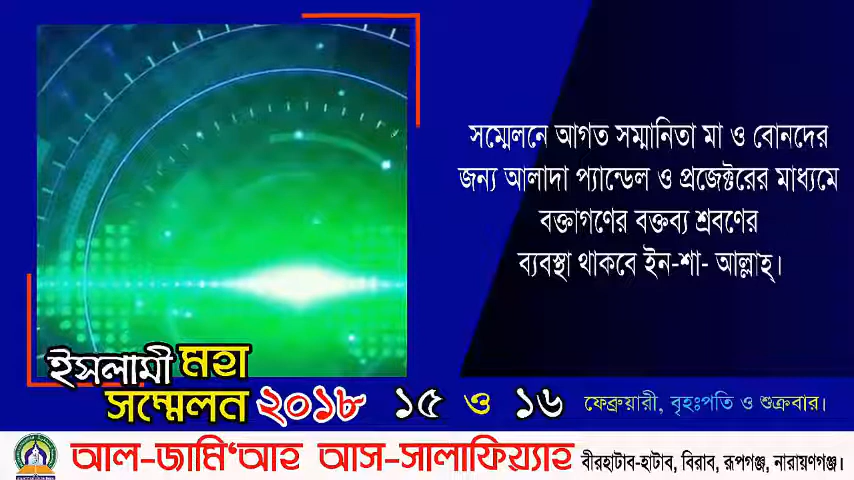 সম্মেলনে আগত সম্মানিতা মা ও বোনদের
জন্য আলাদা প্যান্ডেল ও প্রজেক্টরের মাধ্যমে
বক্তাগণের বক্তব্য শ্রবণের
ব্যবস্থা থাকবে ইন-শা- আল্লাহ্।
ইসলামী মহা
সম্মেলন ২০১৮ ১৫ ও ১৬ ফেব্রুয়ারী, বৃহঃপতি ও শুক্রবার।
আল-জামি‘আহ আস-সালাফিয়্যাহ বীরহাটাব-হাটাব, বিরাব, রূপগঞ্জ, নারায়ণগঞ্জ।